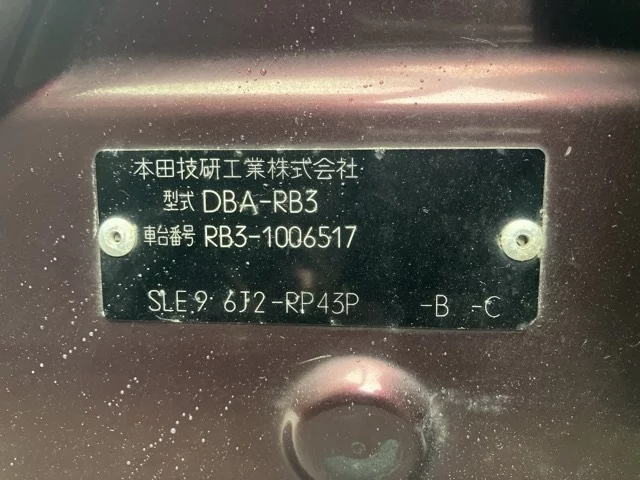 本田技研工業株式会社
型式 DBA-RB3
車台番号 RB3-1006517
SLE9 6J2-RP43P -B -C